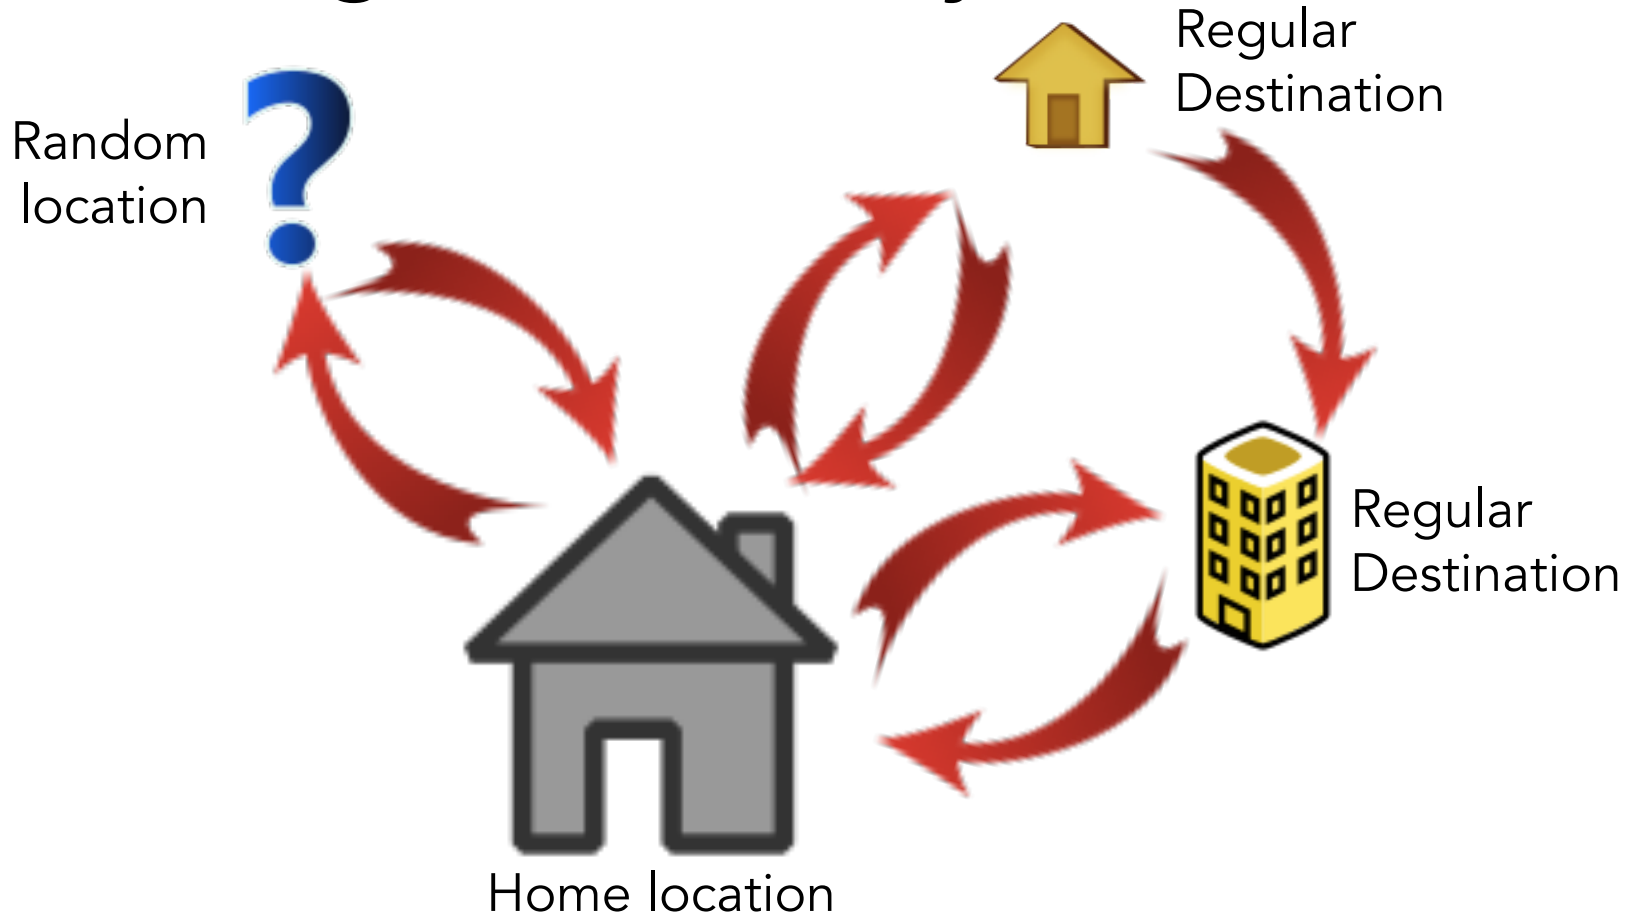 Regular
Destination
Random
location
Regular
Destination
Home location